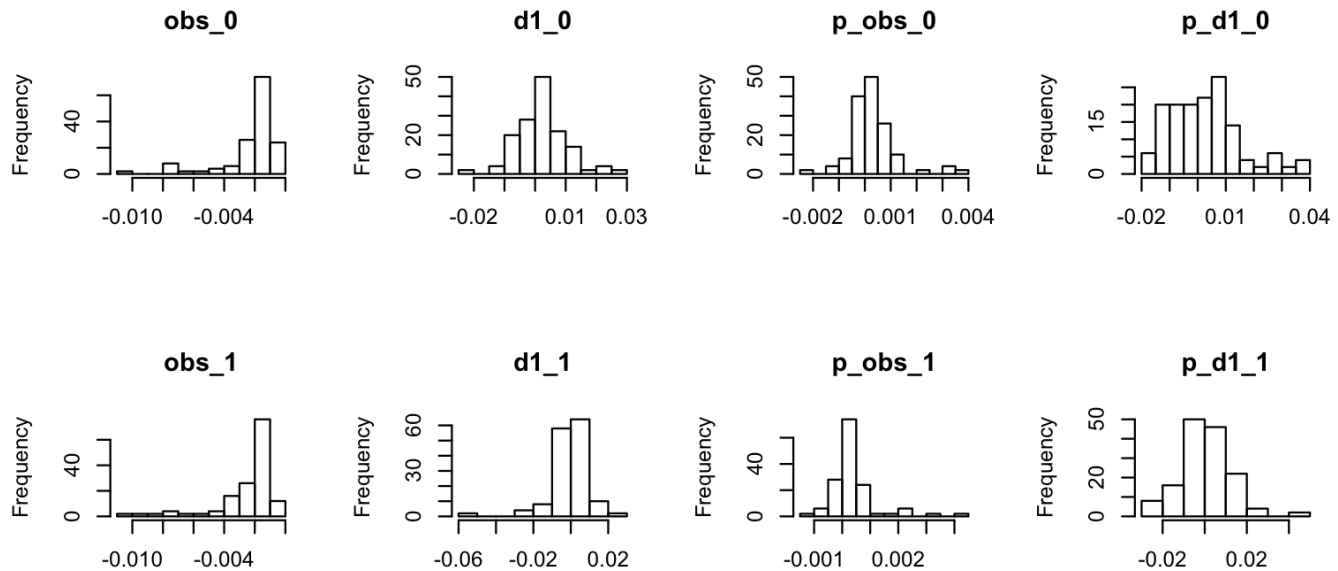 obs_0
d1_0
p_obs_0
p_d1_0
Frequency
0
40
-0.010
-0.004
Frequency
0
20
50
-0.02
0.01
0.03
Frequency
0
20
50
-0.002
0.001
0.004
Frequency
0
15
-0.02
0.01
0.04
obs_1
d1_1
p_obs_1
p_d1_1
Frequency
0
40
-0.010
-0.004
Frequency
0
30
60
-0.06
-0.02
0.02
Frequency
0
40
-0.001
0.002
Frequency
0
20
50
-0.02
0.02